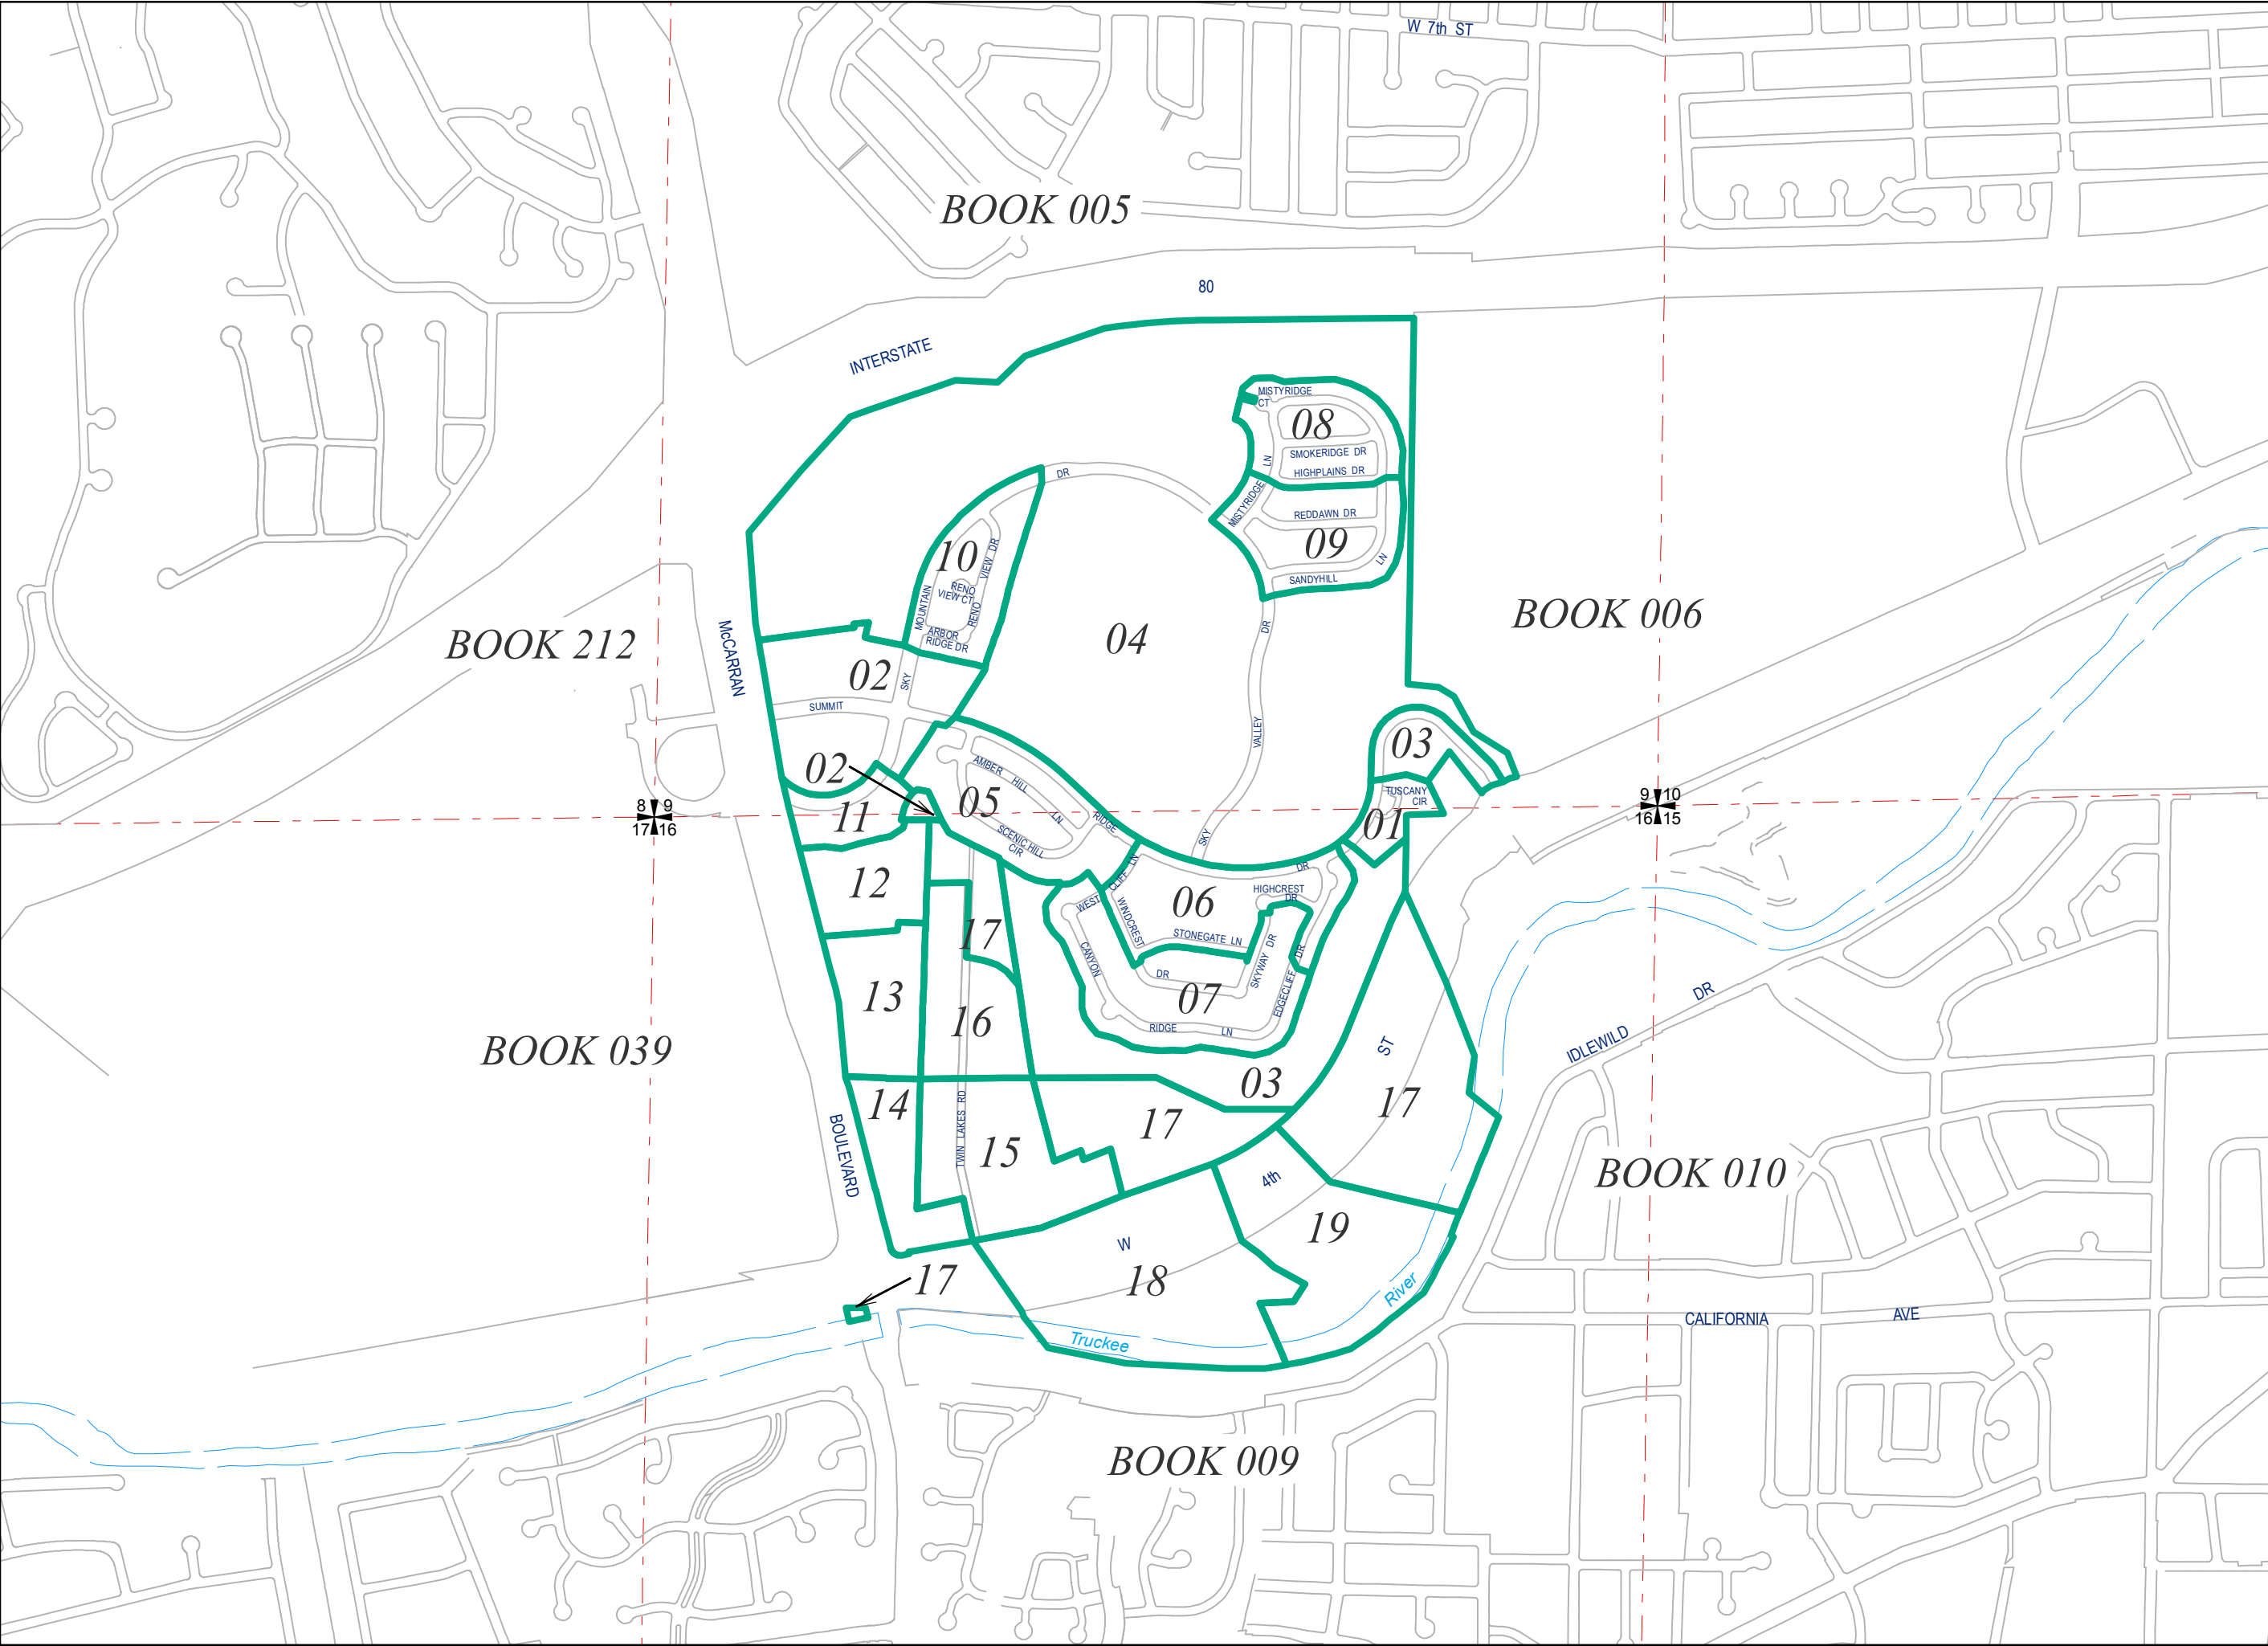 W 7th ST
BOOK 005
80
INTERSTATE
MISTYRIDGE
CT
08
SMOKERIDGE DR
LN
HIGHPLAINS DR
DR
MISTYRIDGE
REDDAWN DR
09
LN
SANDYHILL
10
VIEW DR
RENO
VIEW CT
MOUNTAIN
RENO
ARBOR
RIDGE DR
BOOK 006
04
DR
BOOK 212
McCARRAN
02
SKY
SUMMIT
VALLEY
03
02
AMBER HILL
LN
05
TUSCANY
CIR
8 9
17 16
9 10
16 15
11
RIDGE
SCENIC HILL
CIR
SKY
01
12
CLIFF LN
DR
WEST
06
HIGHCREST
DR
WINDCREST
STONEGATE LN
17
CANYON
DR
SKYWAY DR
DR
EDGECLIFF
13
07
16
RIDGE LN
IDLEWILD DR
BOOK 039
ST
03
14
17
17
TWIN LAKES RD
15
BOULEVARD
4th
BOOK 010
19
W
17
18
River
Truckee
CALIFORNIA AVE
BOOK 009